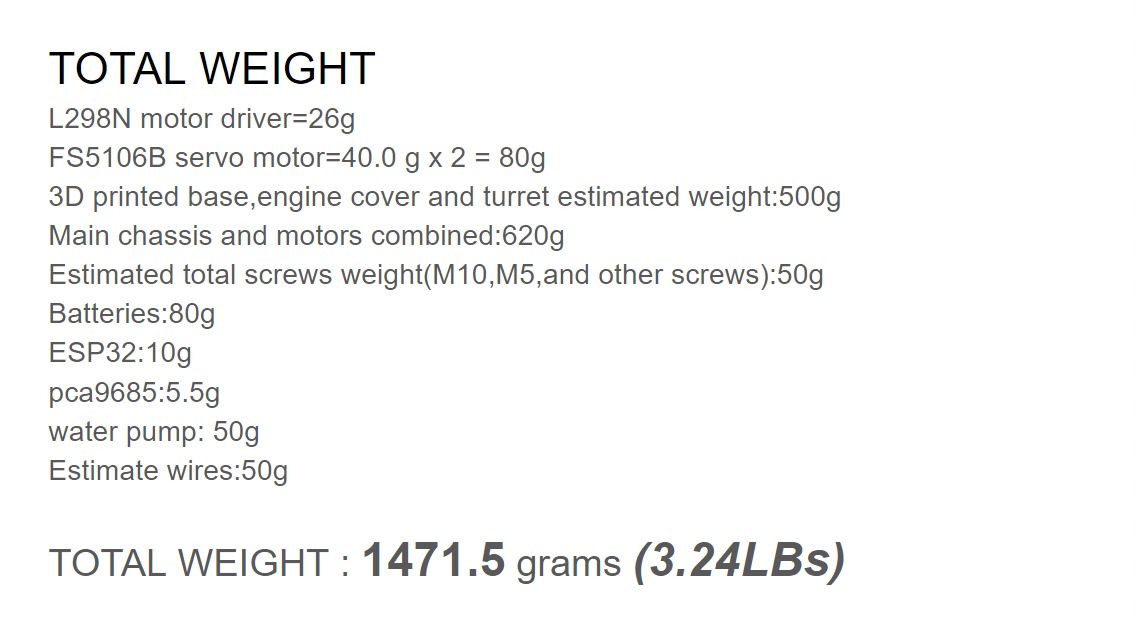 TOTAL WEIGHT
L298N motor driver=26g
FS5106B servo motor=40.0 g x 2 = 80g
3D printed base,engine cover and turret estimated weight:500g
Main chassis and motors combined:620g
Estimated total screws weight(M10,M5,and other screws):50g
Batteries:80g
ESP32:10g
pca9685:5.5g
water pump: 50g
Estimate wires:50g
TOTAL WEIGHT : 1471.5 grams (3.24LBs)